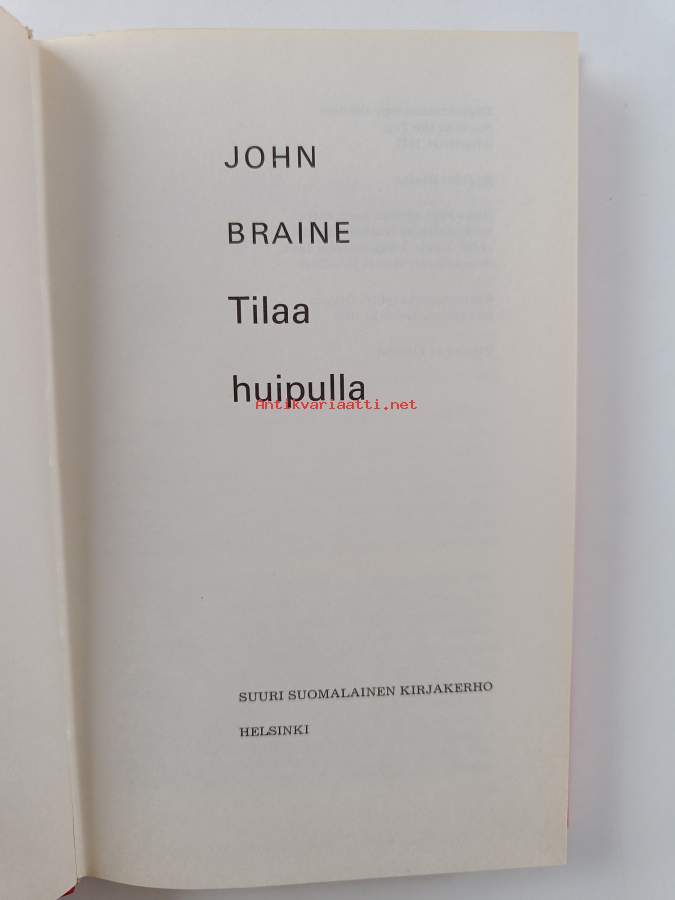 JOHN
BRAINE
Tilaa
huipulla
Antikvariaatti.net
SUURI SUOMALAINEN KIRJAKERHO
HELSINKI